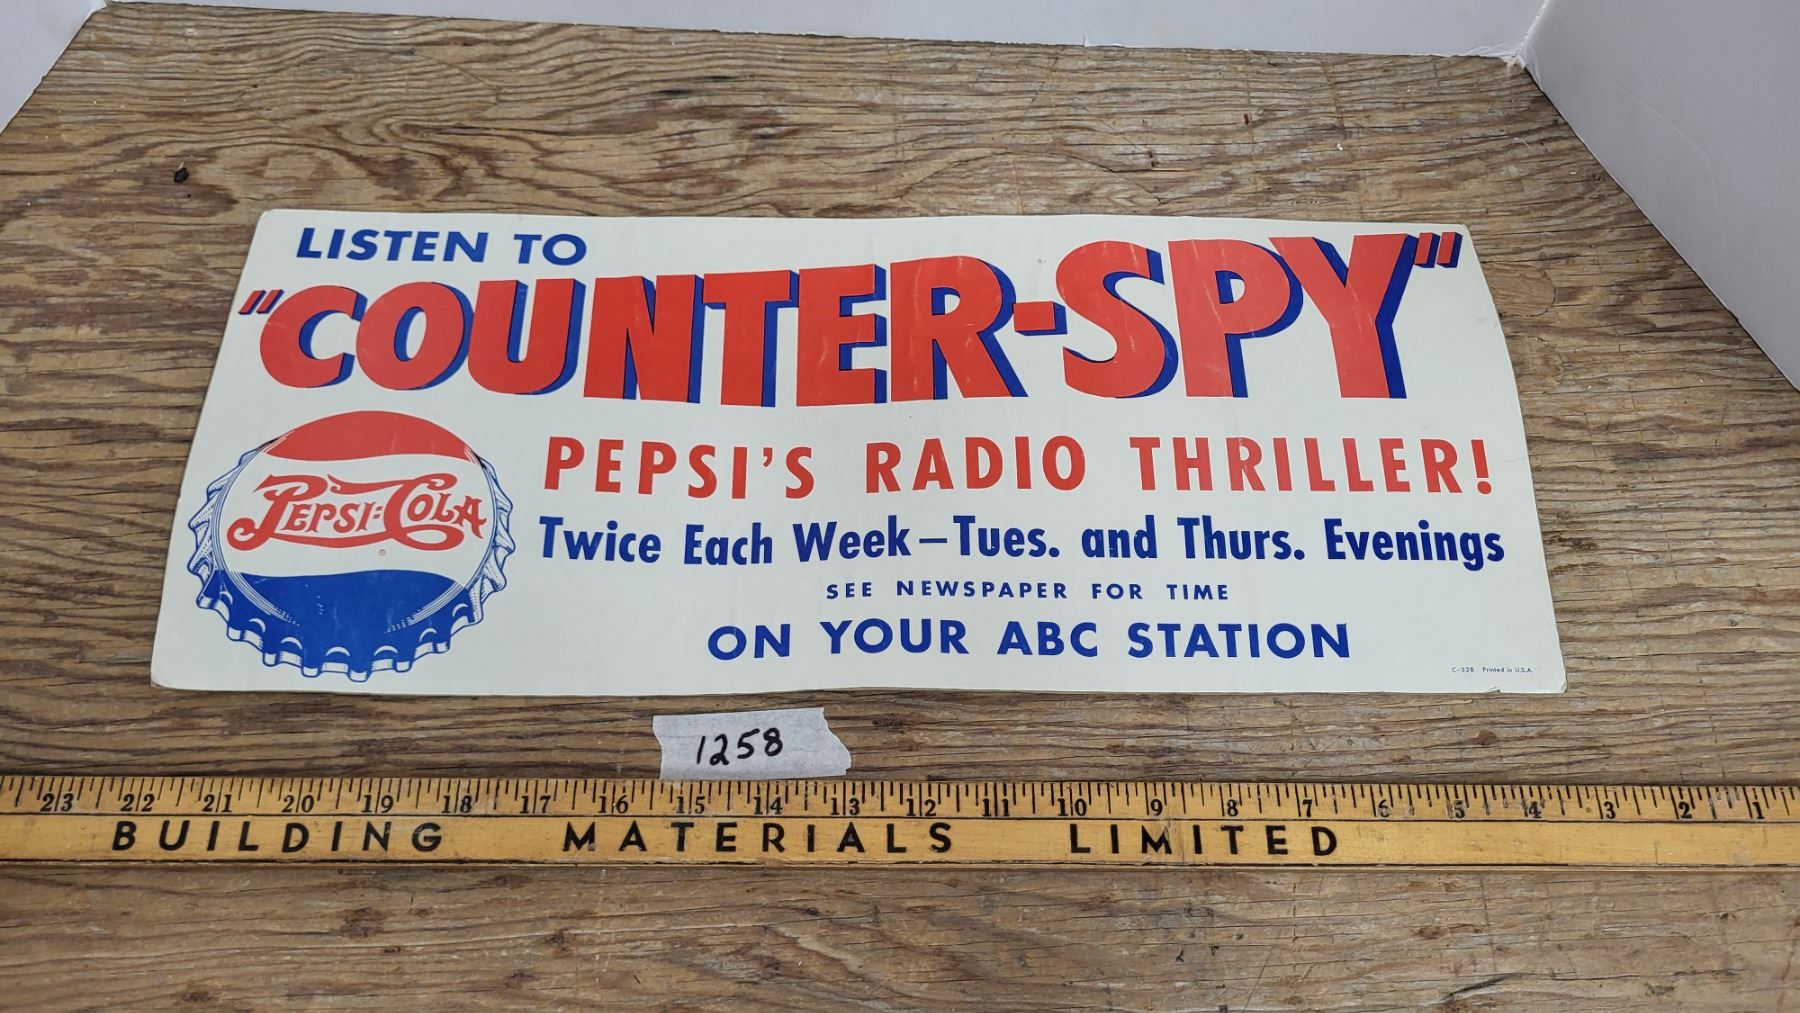 LISTEN TO
"COUNTER-SPY"
PEPSI-COLA
®
PEPSI'S RADIO THRILLER!
Twice Each Week—Tues. and Thurs. Evenings
SEE NEWSPAPER FOR TIME
ON YOUR ABC STATION
C-328 Printed in U.S.A.
1258
23 22 21 20 19 18 17 16 15 14 13 12 11 10 9 8 7 6 5 4 3 2 1
BUILDING MATERIALS LIMITED